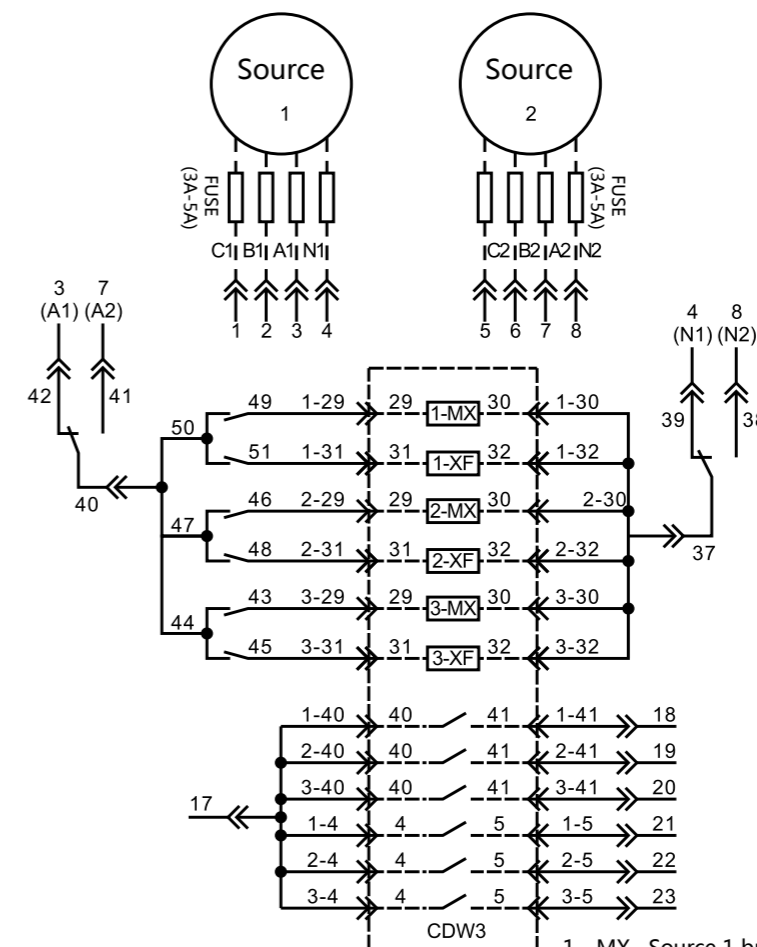 Source Source
1 2
FUSE
(3A-5A)
FUSE
(3A-5A)
C1 B1 A1 N1 C2 B2 A2 N2
1 2 3 4 5 6 7 8
3 7
(A1) (A2)
4 8
(N1) (N2)
42 41
39 38
49 1-29 29 1-MX 30 1-30
50
51 1-31 31 1-XF 32 1-32
40
46 2-29 29 2-MX 30 2-30
47
37
48 2-31 31 2-XF 32 2-32
43 3-29 29 3-MX 30 3-30
44
45 3-31 31 3-XF 32 3-32
1-40 40 41 1-41 18
2-40 40 41 2-41 19
3-40 40 41 3-41 20
17
1-4 4 5 1-5 21
2-4 4 5 2-5 22
3-4 4 5 3-5 23
CDW3
1 MX Source 1